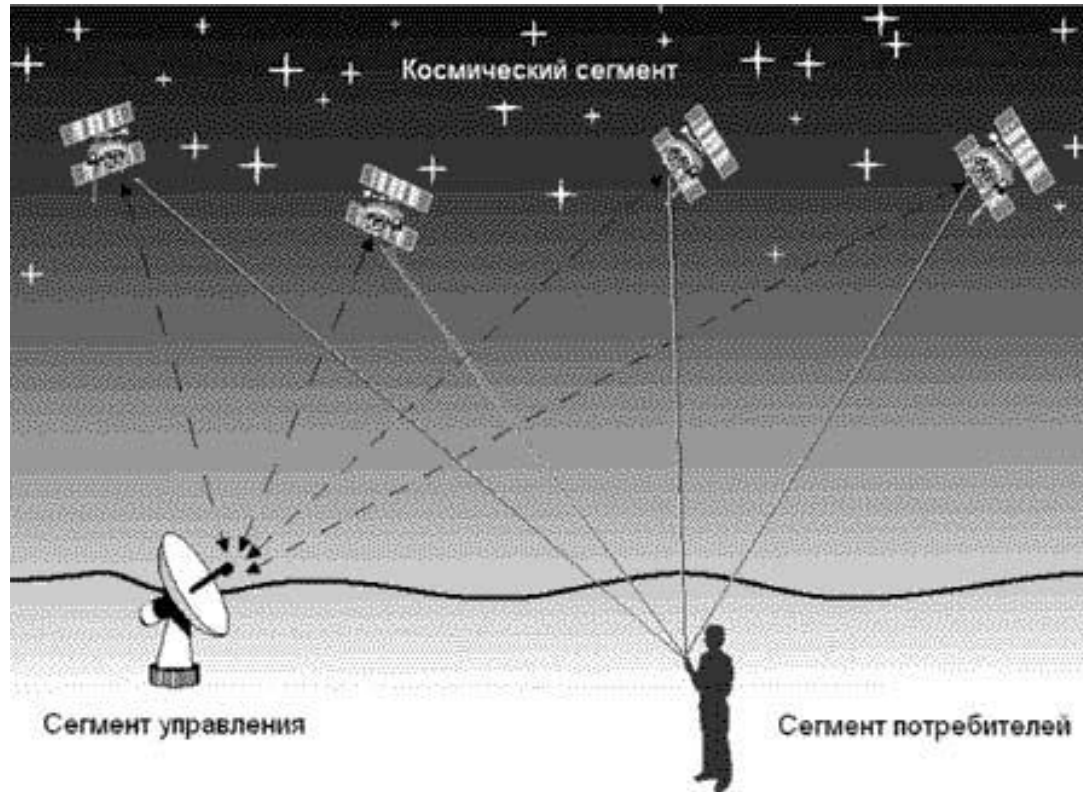 Космический сегмент
Сегмент управления
Сегмент потребителей